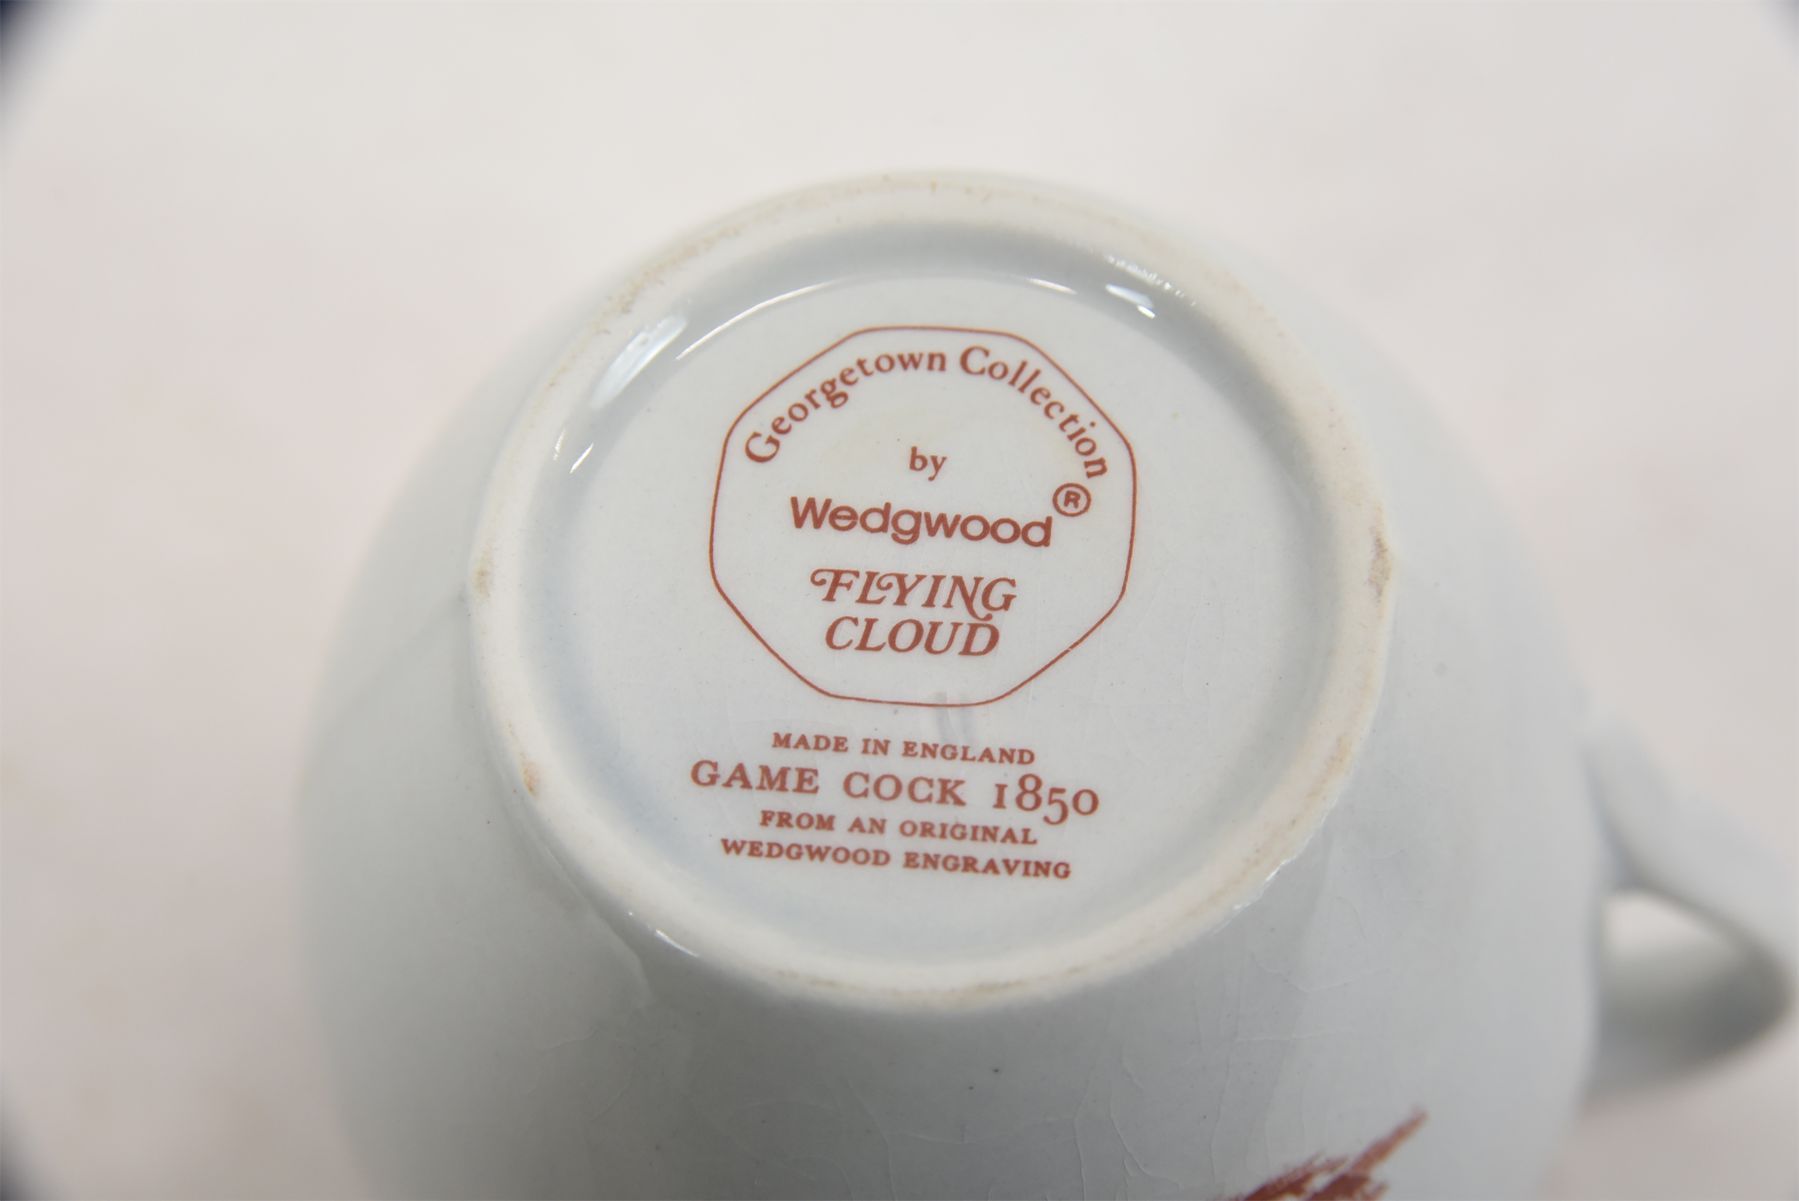 Georgetown Collection
by
Wedgwood®
FLYING
CLOUD
MADE IN ENGLAND
GAME COCK 1850
FROM AN ORIGINAL
WEDGWOOD ENGRAVING